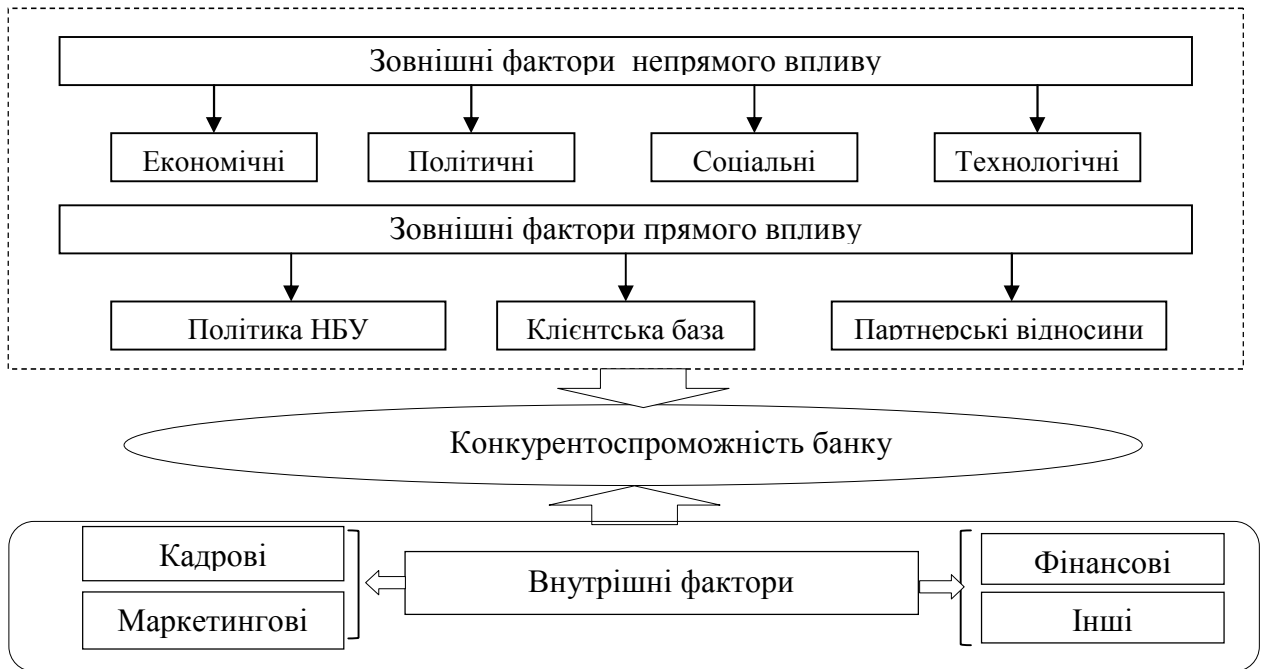 Зовнішні фактори непрямого впливу
Економічні
Політичні
Соціальні
Технологічні
Зовнішні фактори прямого впливу
Політика НБУ
Клієнтська база
Партнерські відносини
Конкурентоспроможність банку
Кадрові
Маркетингові
Внутрішні фактори
Фінансові
Інші